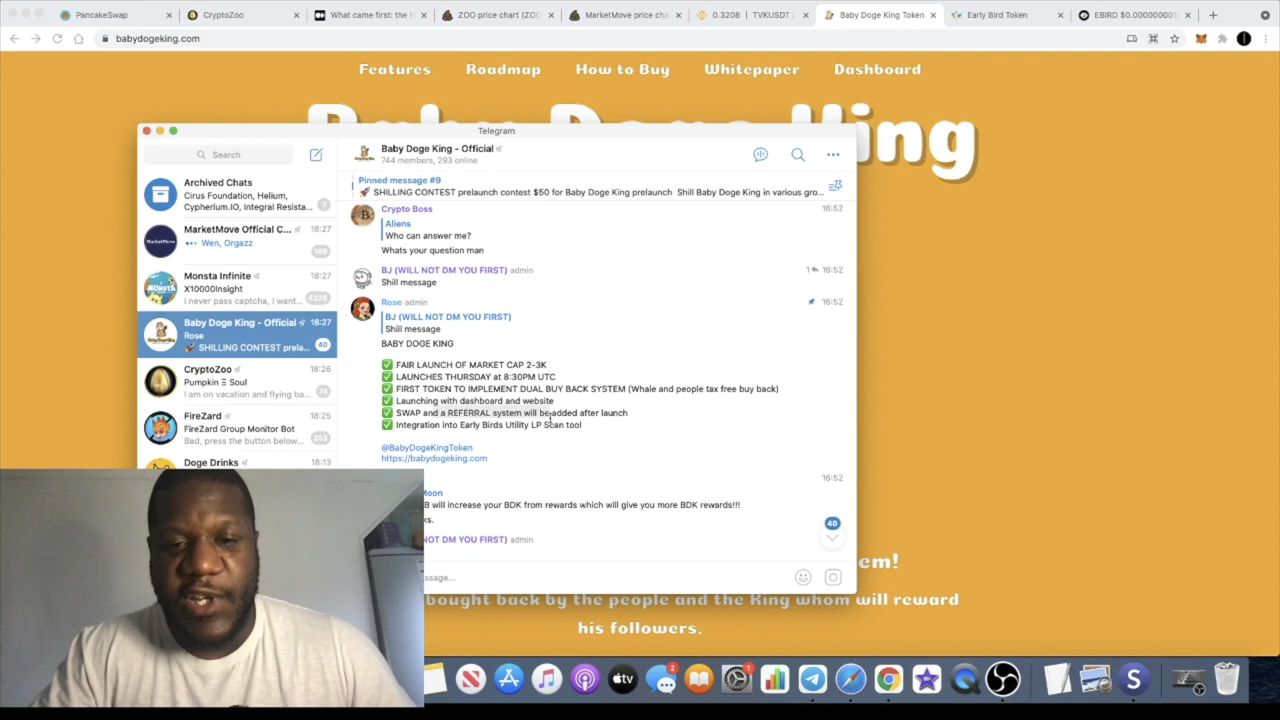 PancakeSwap
CryptoZoo
What came first: the H
ZOO price chart (ZOO
MarketMove price cha
0.3208 | TVKUSDT |
Baby Doge King Token
Early Bird Token
EBIRD $0.000000000
babydogeking.com
Features
Roadmap
How to Buy
Whitepaper
Dashboard
Baby Doge King
Telegram
Search
Archived Chats
Cirus Foundation, Helium,
Cypherium.IO, Integral Resista...
7
MarketMove Official C...
18:27
Wen, Orgazz
Monsta Infinite
18:27
X10000Insight
I never pass captcha, i want...
4328
Baby Doge King - Official
18:27
Rose
🚀 SHILLING CONTEST prela...
40
CryptoZoo
18:26
Pumpkin Ξ Soul
I am on vacation and flying ba...
FireZard
18:25
FireZard Group Monitor Bot
Bad, press the button below...
Doge Drinks
18:13
Baby Doge King - Official
744 members, 293 online
Pinned message #9
🚀 SHILLING CONTEST prelaunch contest $50 for Baby Doge King prelaunch Shill Baby Doge King in various gro...
Crypto Boss
16:52
Aliens
Who can answer me?
Whats your question man
BJ (WILL NOT DM YOU FIRST) admin
1 16:52
Shill message
Rose admin
16:52
BJ (WILL NOT DM YOU FIRST)
Shill message
BABY DOGE KING
✅ FAIR LAUNCH OF MARKET CAP 2-3K
✅ LAUNCHES THURSDAY at 8:30PM UTC
✅ FIRST TOKEN TO IMPLEMENT DUAL BUY BACK SYSTEM (Whale and people tax free buy back)
✅ Launching with dashboard and website
✅ SWAP and a REFERRAL system will be added after launch
✅ Integration into Early Birds Utility LP Scan tool
@BabyDogeKingToken
https://babydogeking.com
16:52
Moon
B will increase your BDK from rewards which will give you more BDK rewards!!!
ks.
NOT DM YOU FIRST) admin
40
ssage...
em!
bought back by the people and the King whom will reward
his followers.
tv
2
1